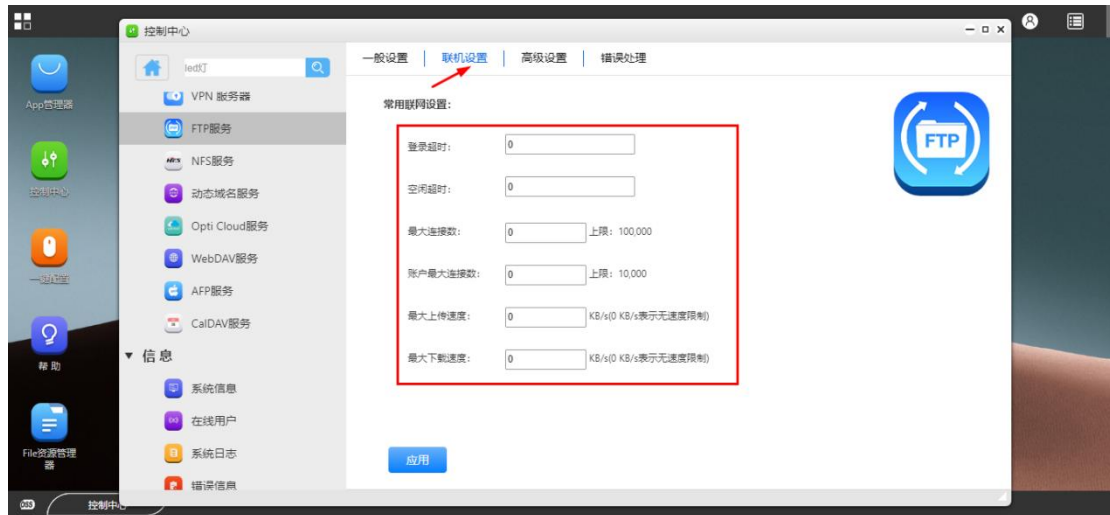 控制中心
App管理器
控制中心
一键配置
帮助
File资源管理
器
led灯
VPN 服务器
FTP服务
NFS服务
动态域名服务
Opti Cloud服务
WebDAV服务
AFP服务
CalDAV服务
信息
系统信息
在线用户
系统日志
错误信息
一般设置
联机设置
高级设置
错误处理
常用联网设置：
登录超时： 0
空闲超时： 0
最大连接数： 0 上限：100,000
账户最大连接数： 0 上限：10,000
最大上传速度： 0 KB/s(0 KB/s表示无速度限制)
最大下载速度： 0 KB/s(0 KB/s表示无速度限制)
应用
FTP
控制中心